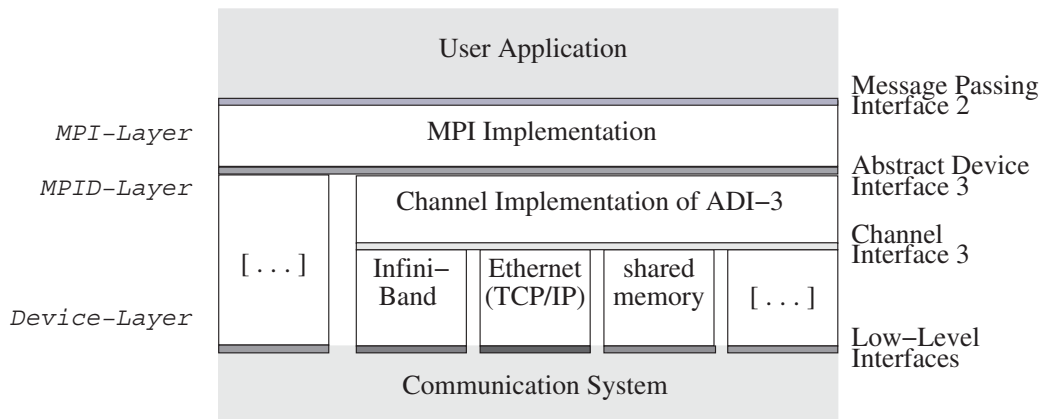 User Application
Message Passing
Interface 2
MPI-Layer
MPI Implementation
Abstract Device
Interface 3
MPID-Layer
Channel Implementation of ADI−3
Channel
Interface 3
[ . . . ]
Infini−
Band
Ethernet
(TCP/IP)
shared
memory
[ . . . ]
Device-Layer
Low−Level
Interfaces
Communication System